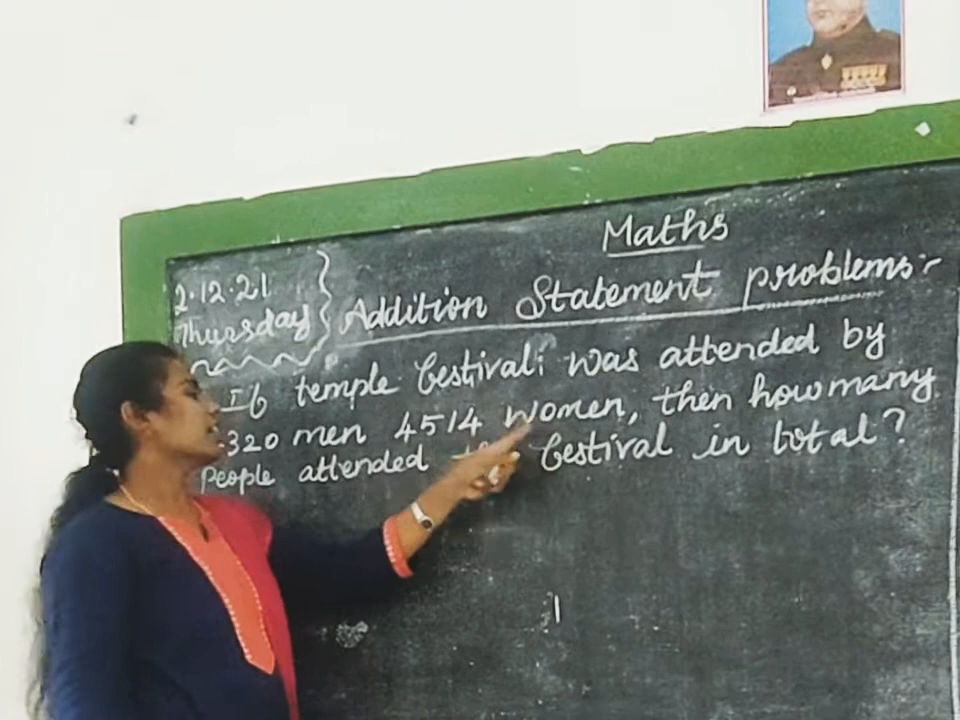 Maths
2.12.21
Thursday
Addition Statement problems:-
If temple festival: was attended by
320 men 4514 women, then how many
People attended festival in total?